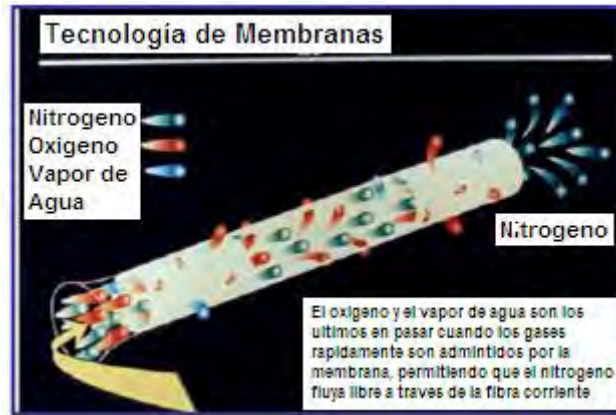 Tecnología de Membranas
Nitrogeno
Oxigeno
Vapor de
Agua
Nitrogeno
El oxigeno y el vapor de agua son los
ultimos en pasar cuando los gases
rapidamente son admintidos por la
membrana, permitiendo que el nitrogeno
fluya libre a traves de la fibra corriente